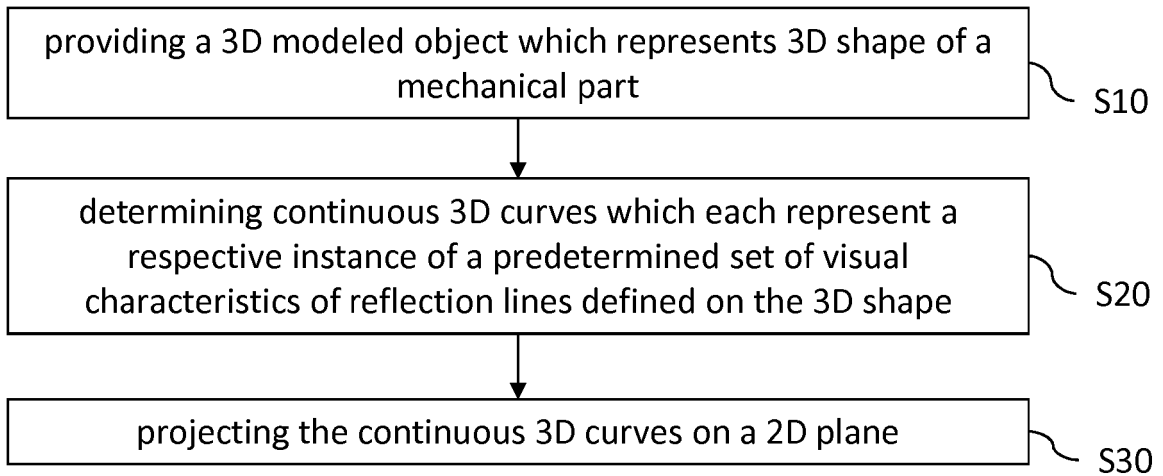 providing a 3D modeled object which represents 3D shape of a
mechanical part
S10
determining continuous 3D curves which each represent a
respective instance of a predetermined set of visual
characteristics of reflection lines defined on the 3D shape
S20
projecting the continuous 3D curves on a 2D plane
S30